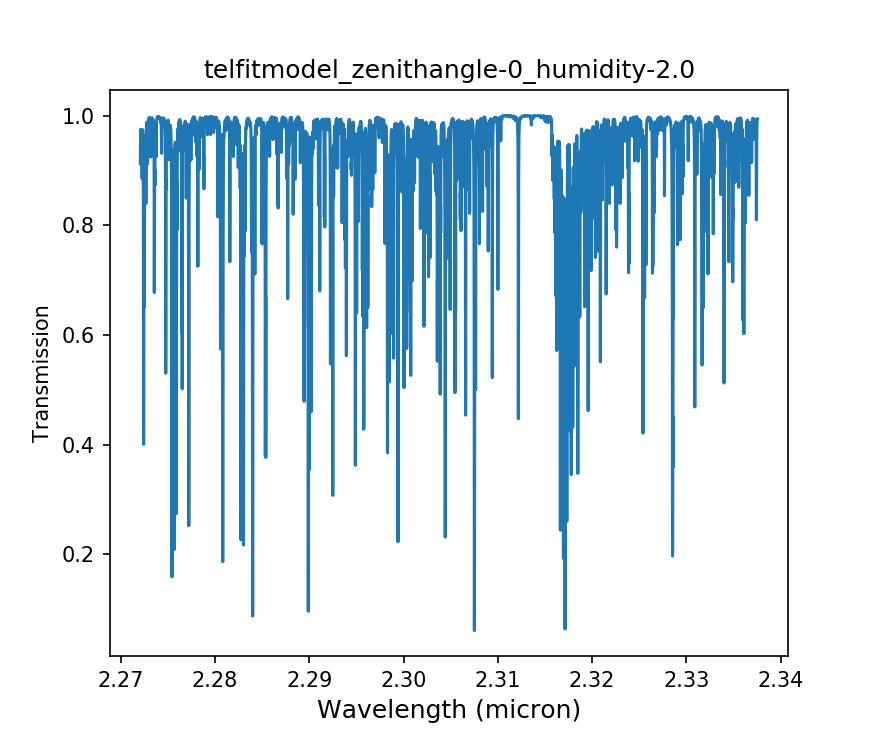 telfitmodel_zenithangle-0_humidity-2.0
1.0
0.8
0.6
0.4
0.2
Transmission
2.27 2.28 2.29 2.30 2.31 2.32 2.33 2.34
Wavelength (micron)